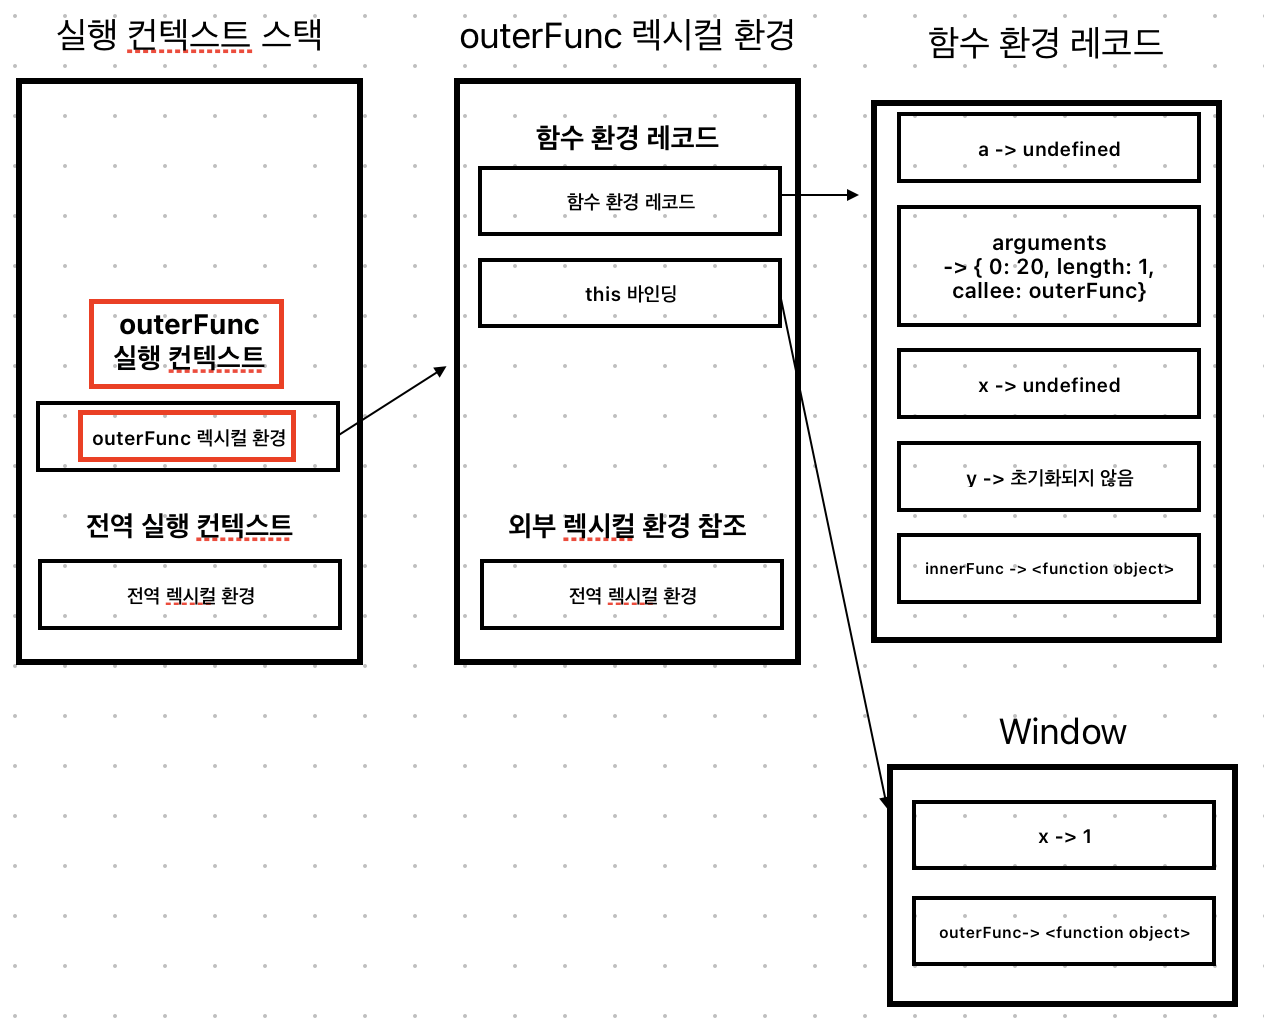 실행 컨텍스트 스택
outerFunc
실행 컨텍스트
outerFunc 렉시컬 환경
전역 실행 컨텍스트
전역 렉시컬 환경
outerFunc 렉시컬 환경
함수 환경 레코드
함수 환경 레코드
this 바인딩
외부 렉시컬 환경 참조
전역 렉시컬 환경
함수 환경 레코드
a -> undefined
arguments
-> { 0: 20, length: 1,
callee: outerFunc}
x -> undefined
y -> 초기화되지 않음
innerFunc -> <function object>
Window
x -> 1
outerFunc-> <function object>